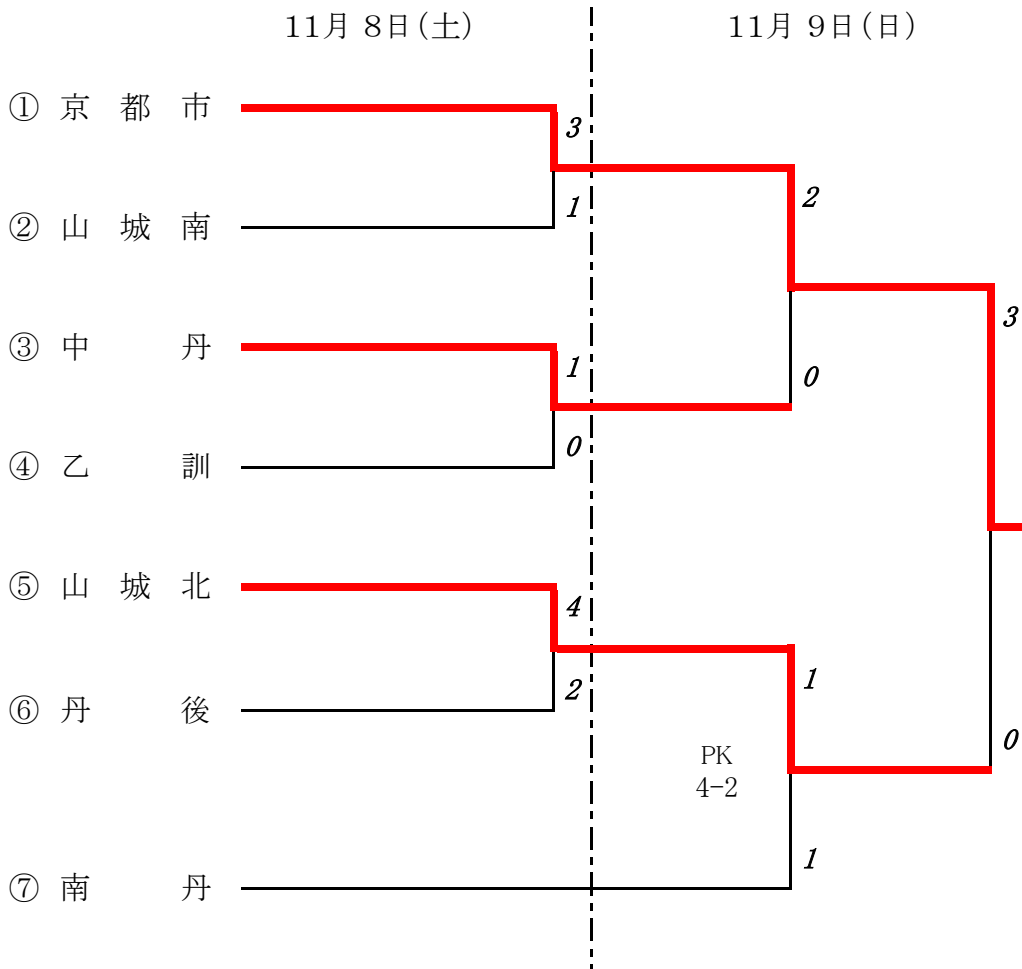 11月 8日(土) 11月 9日(日)
① 京 都 市
3
1
2
② 山 城 南
3
③ 中 丹
1
0
0
④ 乙 訓
⑤ 山 城 北
4
2
1
⑥ 丹 後
0
PK
4-2
1
⑦ 南 丹